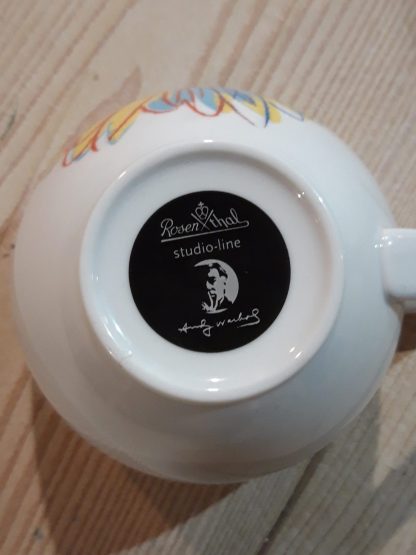 Rosenthal
studio-line
Andy Warhol